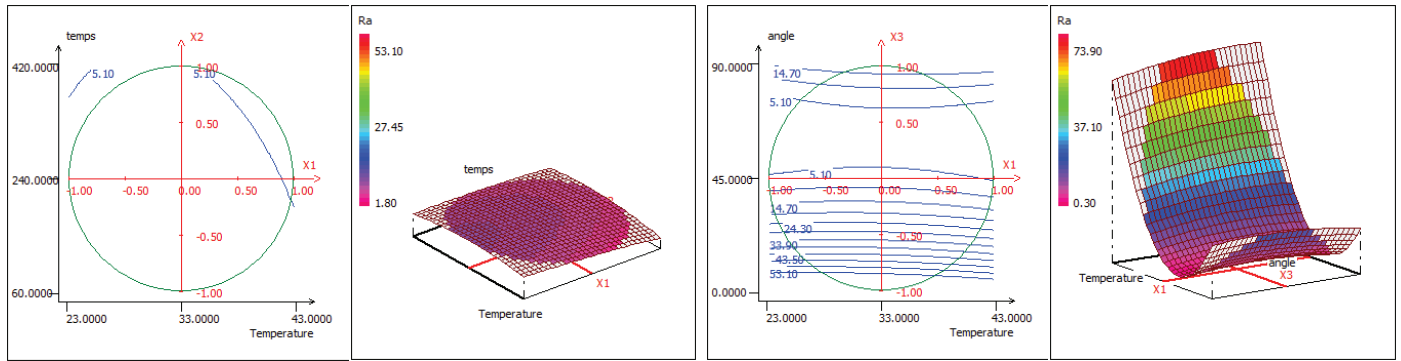 temps
X2
420.0000
5.10
5.10
1.00
0.50
X1
240.0000
-1.00
-0.50
0.00
0.50
1.00
-0.50
60.0000
-1.00
23.0000
33.0000
43.0000
Temperature
Ra
53.10
27.45
1.80
temps
X1
Temperature
angle
X3
90.0000
14.70
1.00
5.10
0.50
X1
5.10
45.0000
-1.00
-0.50
0.00
0.50
1.00
14.70
24.30
-0.50
33.90
43.50
53.10
0.0000
-1.00
23.0000
33.0000
43.0000
Temperature
Ra
73.90
37.10
0.30
Temperature
X1
angle
X3